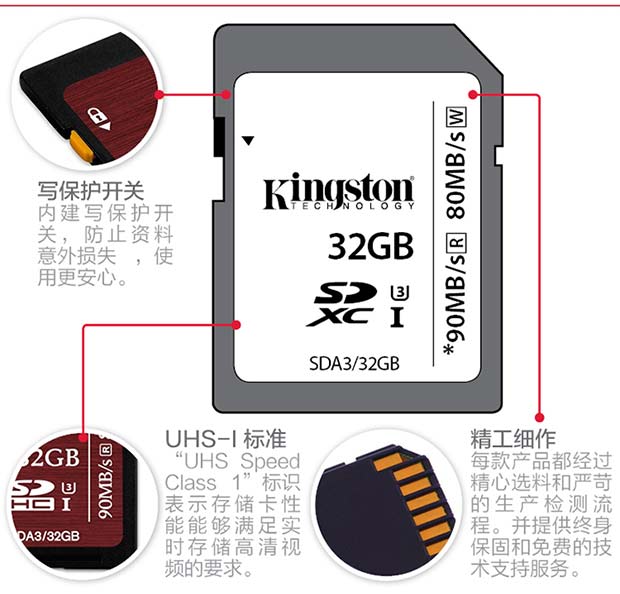 写保护开关
内建写保护开
关，防止资料
意外损失 ，使
用更安心。
Kingston
TECHNOLOGY
32GB
SD XC U3 I
SDA3/32GB
*90MB/s R 80MB/s W
32GB
SD HC U3 I
90MB/s R
DA3/32GB
UHS-I 标准
“UHS Speed
Class 1”标识
表示存储卡性
能能够满足实
时存储高清视
频的要求。
精工细作
每款产品都经过
精心选料和严苛
的生产检测流
程。并提供终身
保固和免费的技
术支持服务。